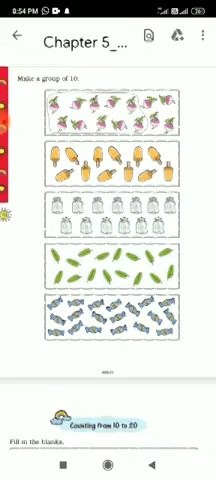 8:54 PM
Chapter 5_...
Make a group of 10.
Counting from 10 to 20
Fill in the blanks.